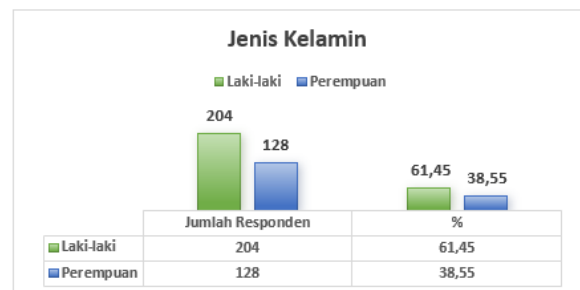 Jenis Kelamin
Laki-laki Perempuan
204
128
61,45
38,55
Jumlah Responden %
Laki-laki 204 61,45
Perempuan 128 38,55